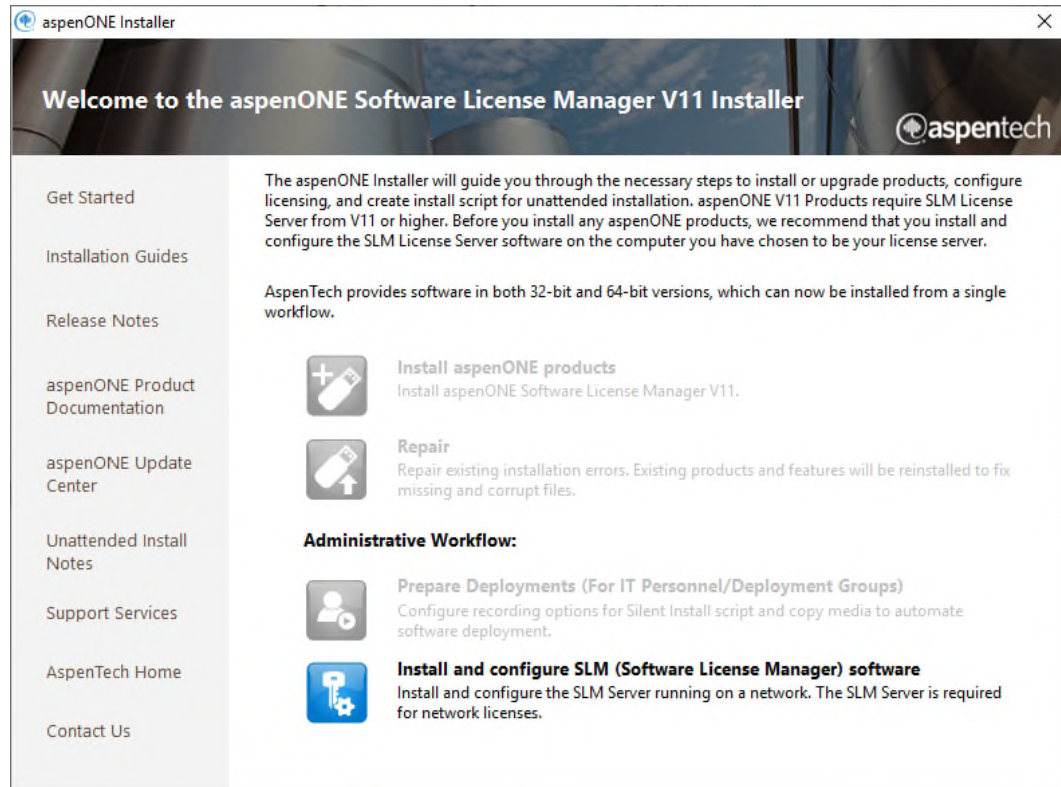 aspenONE Installer
Welcome to the aspenONE Software License Manager V11 Installer
aspentech
Get Started
Installation Guides
Release Notes
aspenONE Product
Documentation
aspenONE Update
Center
Unattended Install
Notes
Support Services
AspenTech Home
Contact Us
The aspenONE Installer will guide you through the necessary steps to install or upgrade products, configure
licensing, and create install script for unattended installation. aspenONE V11 Products require SLM License
Server from V11 or higher. Before you install any aspenONE products, we recommend that you install and
configure the SLM License Server software on the computer you have chosen to be your license server.
AspenTech provides software in both 32-bit and 64-bit versions, which can now be installed from a single
workflow.
Install aspenONE products
Install aspenONE Software License Manager V11.
Repair
Repair existing installation errors. Existing products and features will be reinstalled to fix
missing and corrupt files.
Administrative Workflow:
Prepare Deployments (For IT Personnel/Deployment Groups)
Configure recording options for Silent Install script and copy media to automate
software deployment.
Install and configure SLM (Software License Manager) software
Install and configure the SLM Server running on a network. The SLM Server is required
for network licenses.